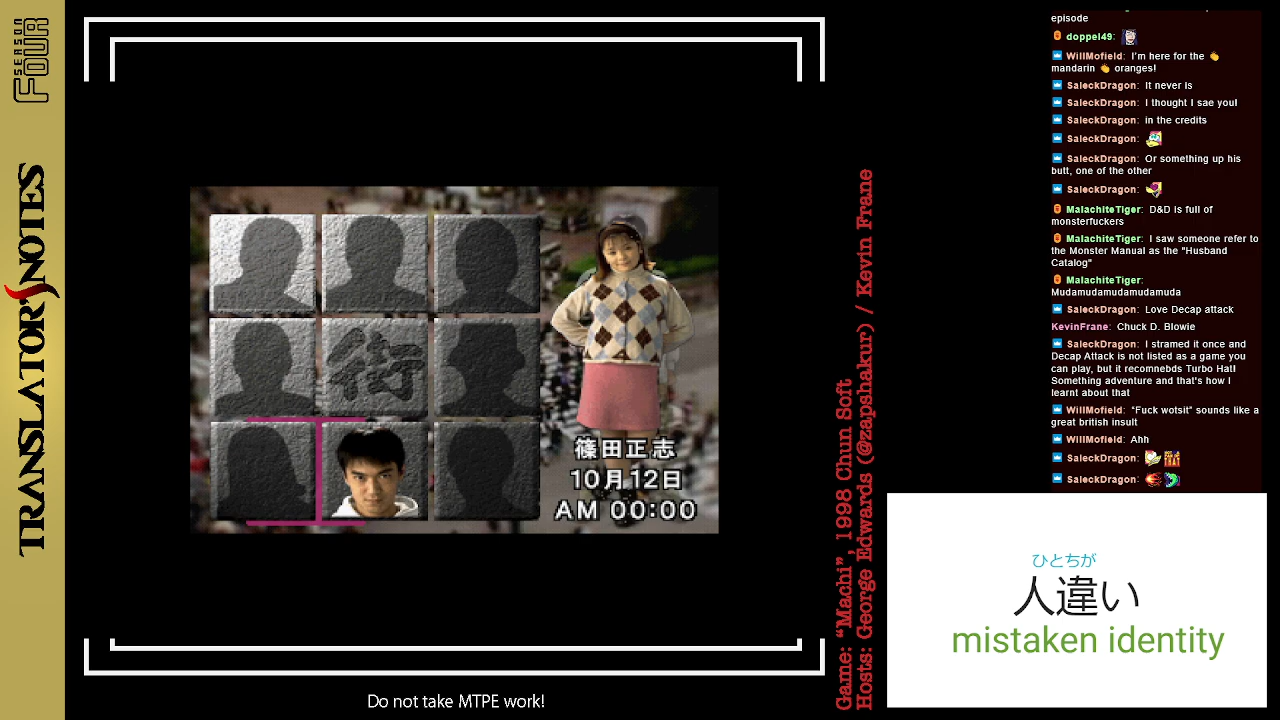 SEASON
FOUR
TRANSLATOR'S NOTES
街
篠田正志
10月12日
AM 00:00
Game: "Machi", 1998 Chun Soft
Hosts: George Edwards (@zapshakur) / Kevin Frane
episode
doppel49:
WillMofield: I'm here for the 👏
mandarin 👏 oranges!
SaleckDragon: It never is
SaleckDragon: I thought I sae you!
SaleckDragon: in the credits
SaleckDragon:
SaleckDragon: Or something up his
butt, one of the other
SaleckDragon:
MalachiteTiger: D&D is full of
monsterfuckers
MalachiteTiger: I saw someone refer to
the Monster Manual as the "Husband
Catalog"
MalachiteTiger:
Mudamudamudamudamuda
SaleckDragon: Love Decap attack
KevinFrane: Chuck D. Blowie
SaleckDragon: I stramed it once and
Decap Attack is not listed as a game you
can play, but it recomnebds Turbo Hatl
Something adventure and that's how I
learnt about that
WillMofield: "Fuck wotsit" sounds like a
great british insult
WillMofield: Ahh
SaleckDragon:
SaleckDragon:
ひとちが
人違い
mistaken identity
Do not take MTPE work!